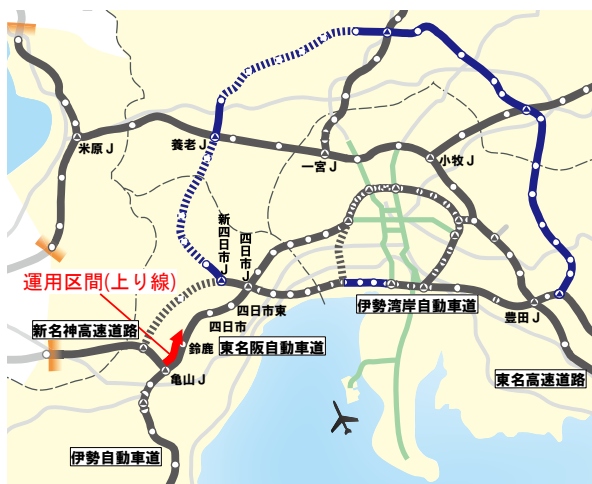 米原J
養老J
一宮J
小牧J
新四日市J
四日市J
運用区間(上り線)
四日市東
伊勢湾岸自動車道
豊田J
新名神高速道路
四日市
鈴鹿
東名阪自動車道
亀山J
東名高速道路
伊勢自動車道